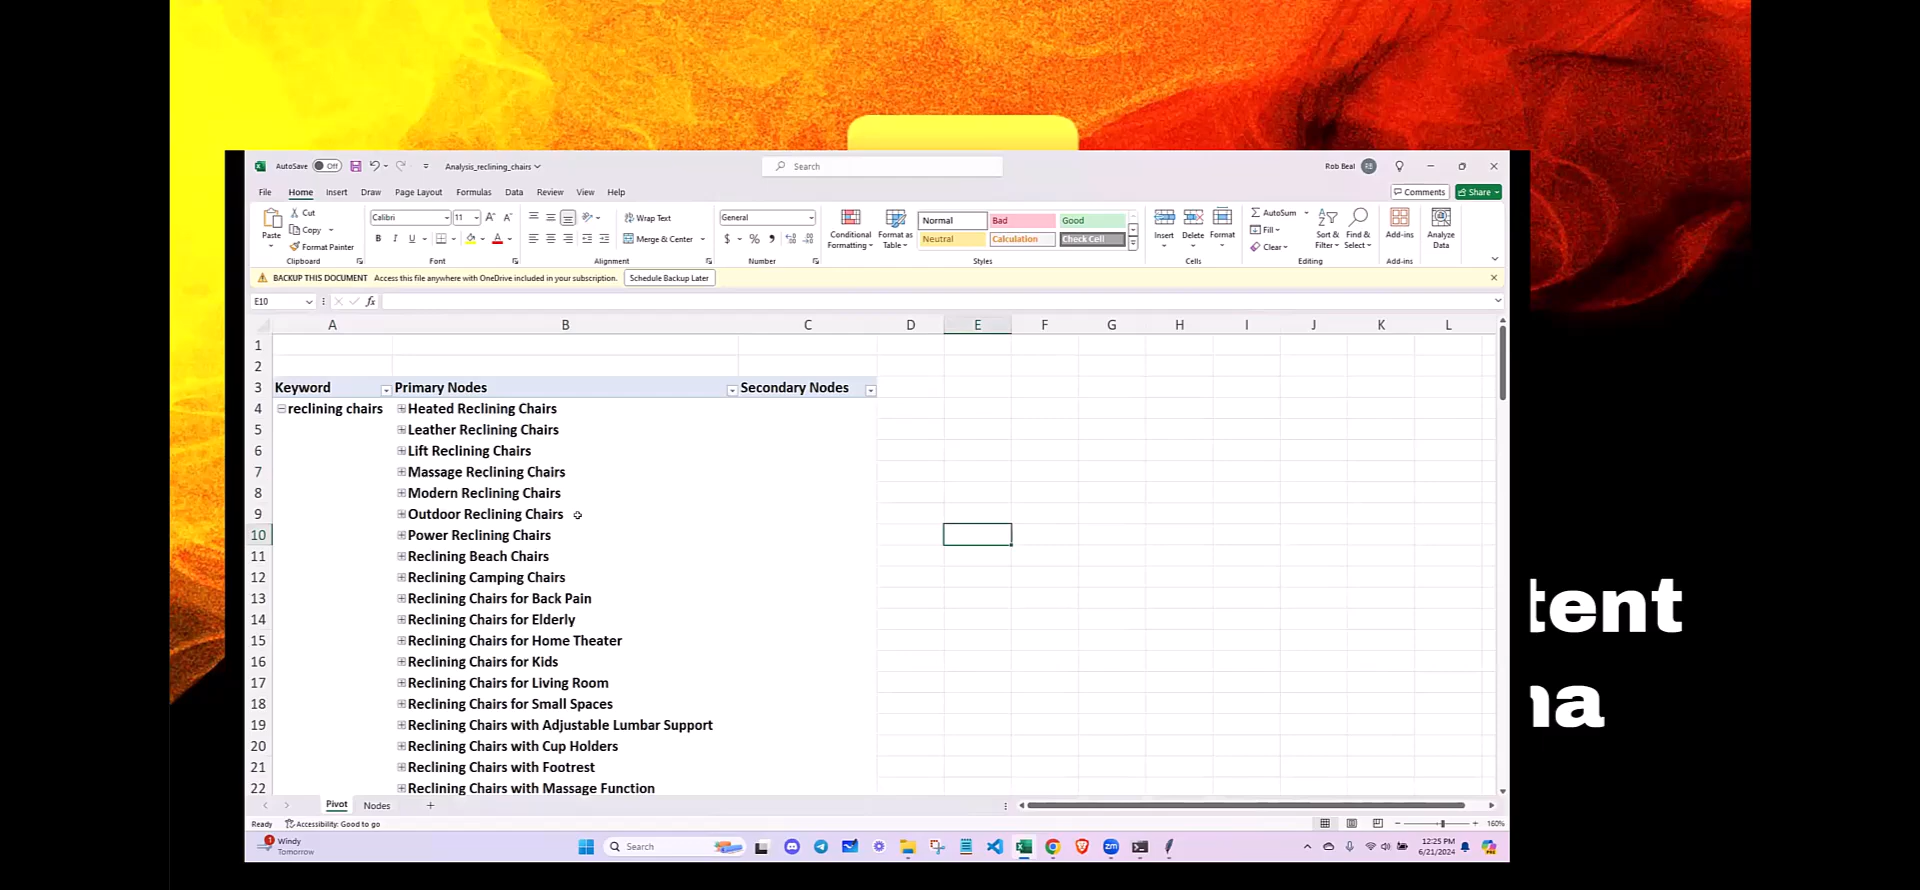 AutoSave Off Analysis_reclining_chairs Search Rob Beal RB
File Home Insert Draw Page Layout Formulas Data Review View Help Comments Share
Paste Cut Copy Format Painter Clipboard
Calibri 11 A A B I U A Font
Wrap Text Merge & Center Alignment
General $ % , Number
Conditional Formatting Format as Table Normal Bad Good Neutral Calculation Check Cell Styles
Insert Delete Format Cells
AutoSum Fill Clear Sort & Filter Find & Select Editing
Add-ins Add-ins
Analyze Data
BACKUP THIS DOCUMENT Access this file anywhere with OneDrive included in your subscription. Schedule Backup Later
E10 fx
A B C D E F G H I J K L
1
2
3 Keyword Primary Nodes Secondary Nodes
4 reclining chairs Heated Reclining Chairs
5 Leather Reclining Chairs
6 Lift Reclining Chairs
7 Massage Reclining Chairs
8 Modern Reclining Chairs
9 Outdoor Reclining Chairs
10 Power Reclining Chairs
11 Reclining Beach Chairs
12 Reclining Camping Chairs
13 Reclining Chairs for Back Pain
14 Reclining Chairs for Elderly
15 Reclining Chairs for Home Theater
16 Reclining Chairs for Kids
17 Reclining Chairs for Living Room
18 Reclining Chairs for Small Spaces
19 Reclining Chairs with Adjustable Lumbar Support
20 Reclining Chairs with Cup Holders
21 Reclining Chairs with Footrest
22 Reclining Chairs with Massage Function
Pivot Nodes
Ready Accessibility: Good to go 160%
1 Windy
Tomorrow
Search zm
12:25 PM
6/21/2024
tent
na